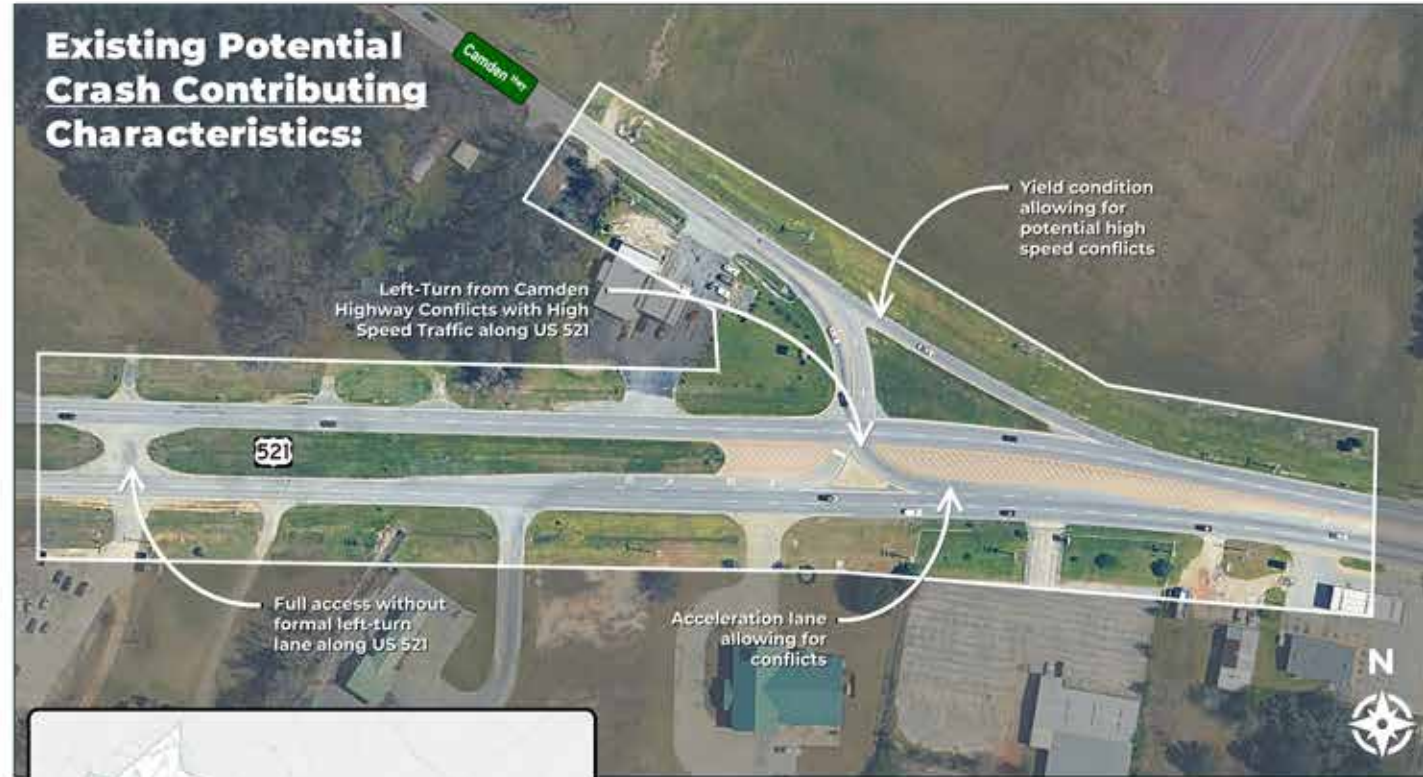 Existing Potential
Crash Contributing
Characteristics:
Camden Hwy
Yield condition
allowing for
potential high
speed conflicts
Left-Turn from Camden
Highway Conflicts with High
Speed Traffic along US 521
521
Full access without
formal left-turn
lane along US 521
Acceleration lane
allowing for
conflicts
N